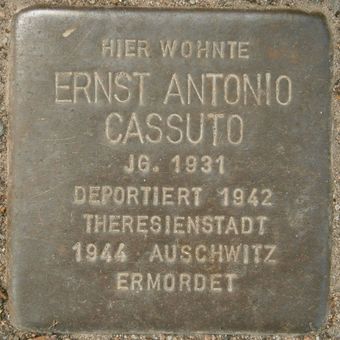 HIER WOHNTE
ERNST ANTONIO
CASSUTO
JG. 1931
DEPORTIERT 1942
THERESIENSTADT
1944 AUSCHWITZ
ERMORDET